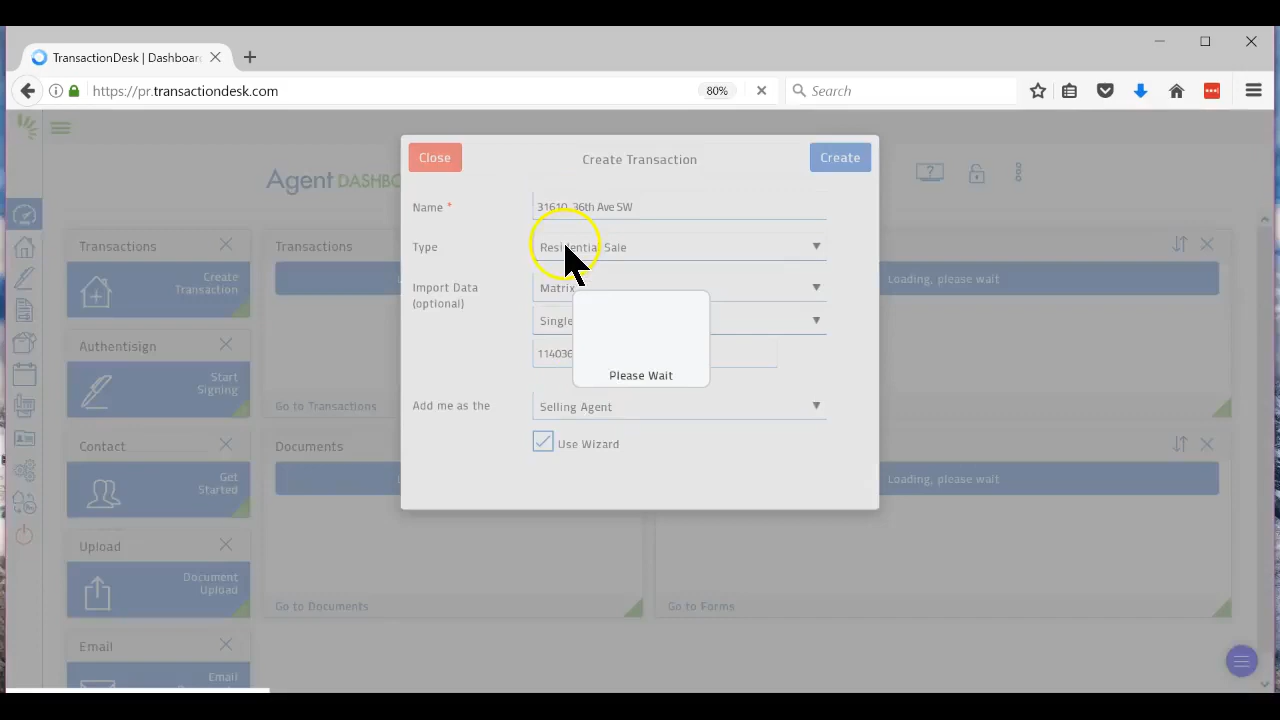 TransactionDesk | Dashboar
https://pr.transactiondesk.com
80%
Search
Close
Create Transaction
Create
Agent DASHBO
Name *
31610 36th Ave SW
Type
Residential Sale
Import Data
(optional)
Matrix
Single
114036
Please Wait
Add me as the
Selling Agent
Use Wizard
Transactions
Create
Transaction
Authentisign
Start
Signing
Contact
Get
Started
Upload
Document
Upload
Email
Email
Transactions
L
Go to Transactions
Loading, please wait
Documents
L
Go to Documents
Loading, please wait
Go to Forms